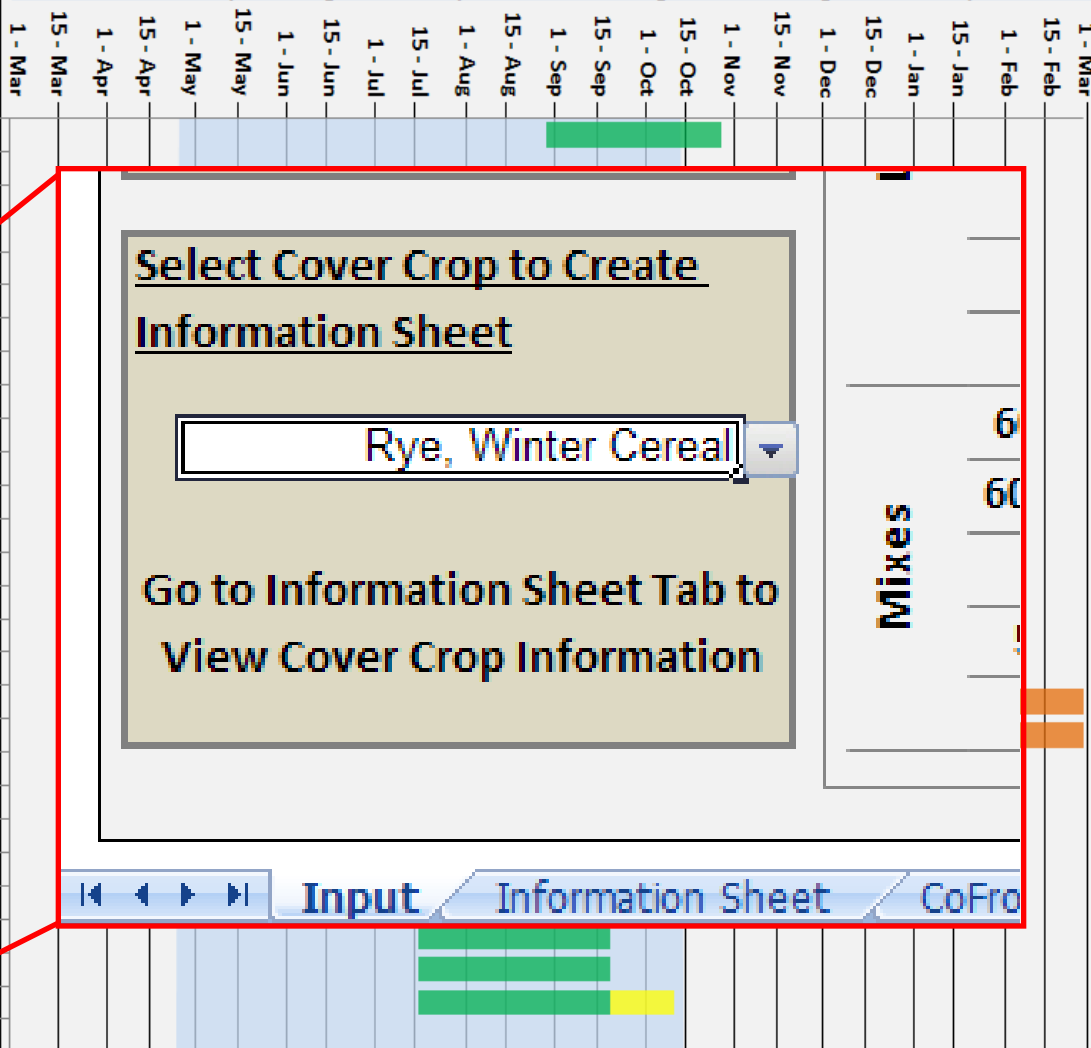 1 - Mar
15 - Mar
1 - Apr
15 - Apr
1 - May
15 - May
1 - Jun
15 - Jun
1 - Jul
15 - Jul
1 - Aug
15 - Aug
1 - Sep
15 - Sep
1 - Oct
15 - Oct
1 - Nov
15 - Nov
1 - Dec
15 - Dec
1 - Jan
15 - Jan
1 - Feb
15 - Feb
1 - Mar
Select Cover Crop to Create
Information Sheet
Rye, Winter Cereal
Go to Information Sheet Tab to
View Cover Crop Information
Mixes
Input
Information Sheet
CoFro